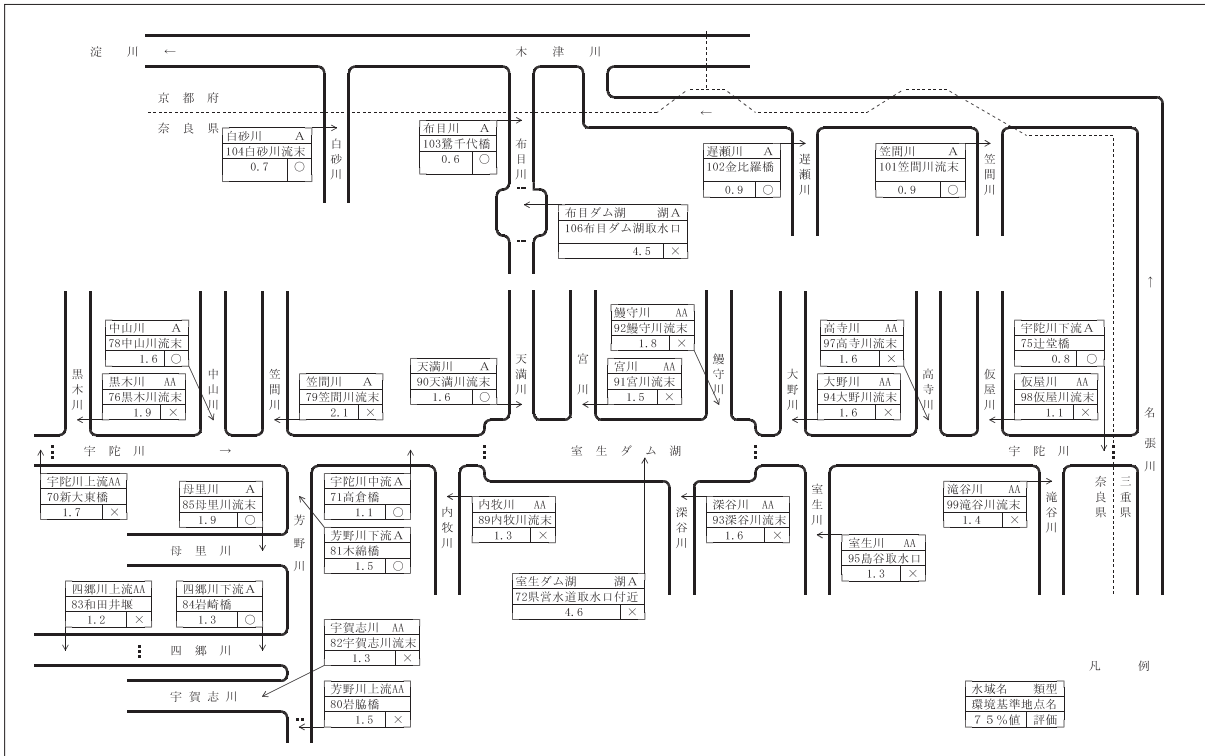 淀川 ←
木津川
京都府
奈良県
白砂川 A
104白砂川流末
0.7 ○
白砂川
布目川 A
103鷺千代橋
0.6 ○
布目川
←
遅瀬川 A
102金比羅橋
0.9 ○
遅瀬川
笠間川 A
101笠間川流末
0.9 ○
笠間川
布目ダム湖 湖A
106布目ダム湖取水口
4.5 ×
黒木川
中山川 A
78中山川流末
1.6 ○
黒木川 AA
76黒木川流末
1.9 ×
中山川
笠間川
笠間川 A
79笠間川流末
2.1 ×
天満川 A
90天満川流末
1.6 ○
天満川
宮川
鰻守川 AA
92鰻守川流末
1.8 ×
宮川 AA
91宮川流末
1.5 ×
鰻守川
大野川
高寺川 AA
97高寺川流末
1.6 ×
大野川 AA
94大野川流末
1.6 ×
高寺川
仮屋川
宇陀川下流A
75辻堂橋
0.8 ○
仮屋川 AA
98仮屋川流末
1.1 ×
↑
名張川
宇陀川 →
室生ダム湖
宇陀川
宇陀川上流AA
70新大東橋
1.7 ×
母里川 A
85母里川流末
1.9 ○
芳野川
宇陀川中流A
71高倉橋
1.1 ○
芳野川下流A
81木綿橋
1.5 ○
内牧川
内牧川 AA
89内牧川流末
1.3 ×
深谷川
深谷川 AA
93深谷川流末
1.6 ×
室生川
室生川 AA
95島谷取水口
1.3 ×
滝谷川 AA
99滝谷川流末
1.4 ×
滝谷川
奈良県
三重県
母里川
四郷川上流AA
83和田井堰
1.2 ×
四郷川下流A
84岩崎橋
1.3 ○
室生ダム湖 湖A
72県営水道取水口付近
4.6 ×
四郷川
宇賀志川 AA
82宇賀志川流末
1.3 ×
宇賀志川
芳野川上流AA
80岩脇橋
1.5 ×
凡例
水域名 類型
環境基準地点名
75%値 評価